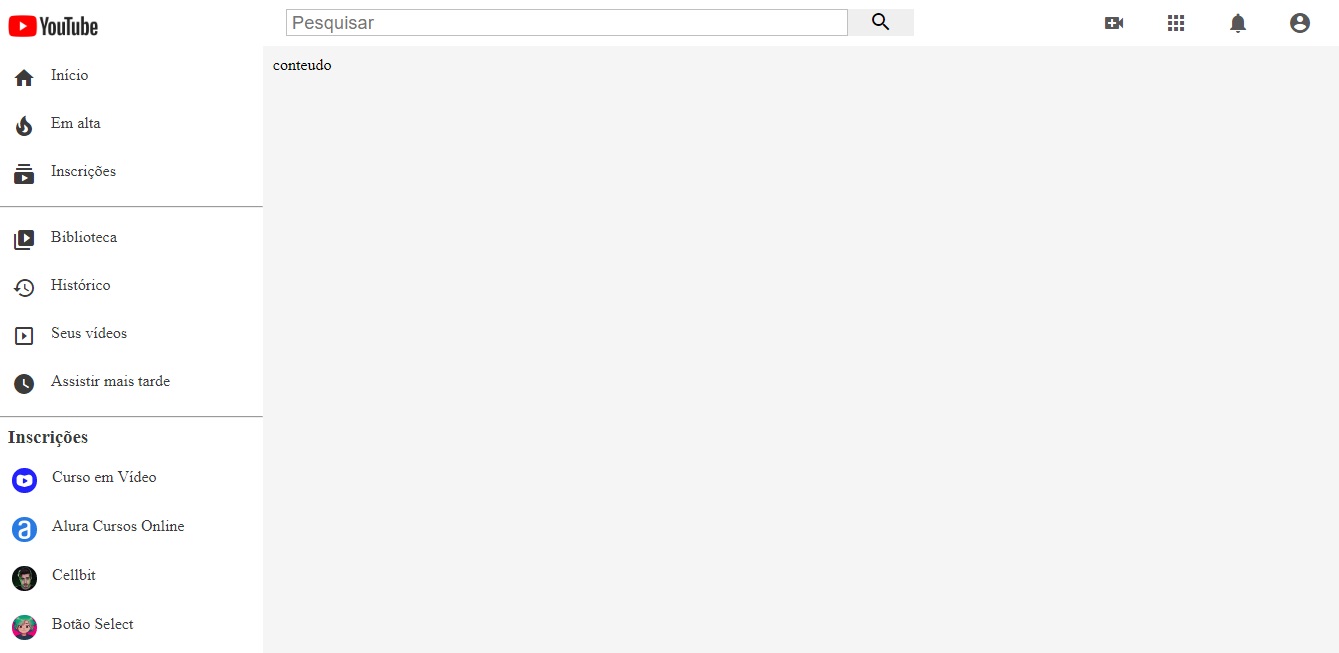 YouTube
Pesquisar
conteudo
Início
Em alta
Inscrições
Biblioteca
Histórico
Seus vídeos
Assistir mais tarde
Inscrições
Curso em Vídeo
a
Alura Cursos Online
Cellbit
Botão Select